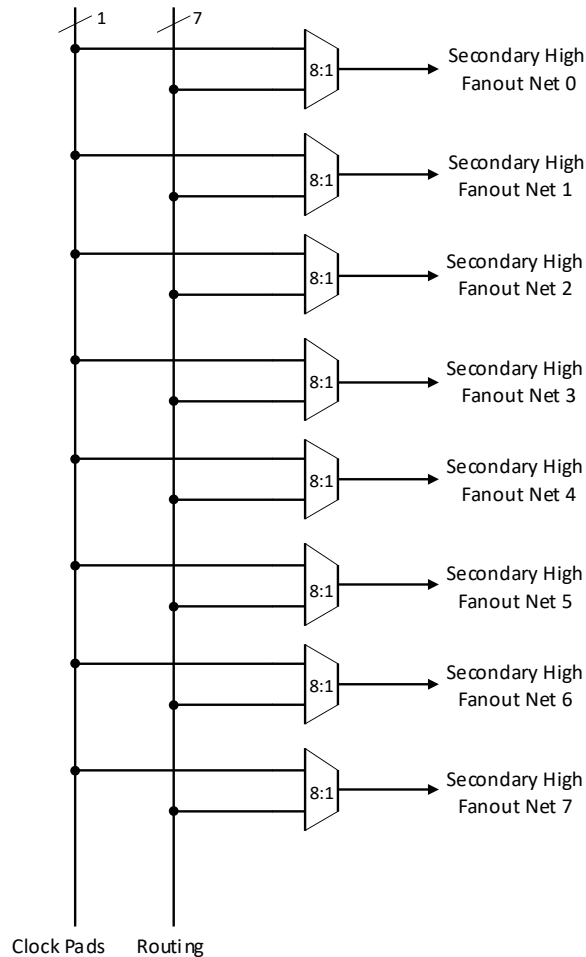 1
7
8:1
Secondary High
Fanout Net 0
8:1
Secondary High
Fanout Net 1
8:1
Secondary High
Fanout Net 2
8:1
Secondary High
Fanout Net 3
8:1
Secondary High
Fanout Net 4
8:1
Secondary High
Fanout Net 5
8:1
Secondary High
Fanout Net 6
8:1
Secondary High
Fanout Net 7
Clock Pads
Routing